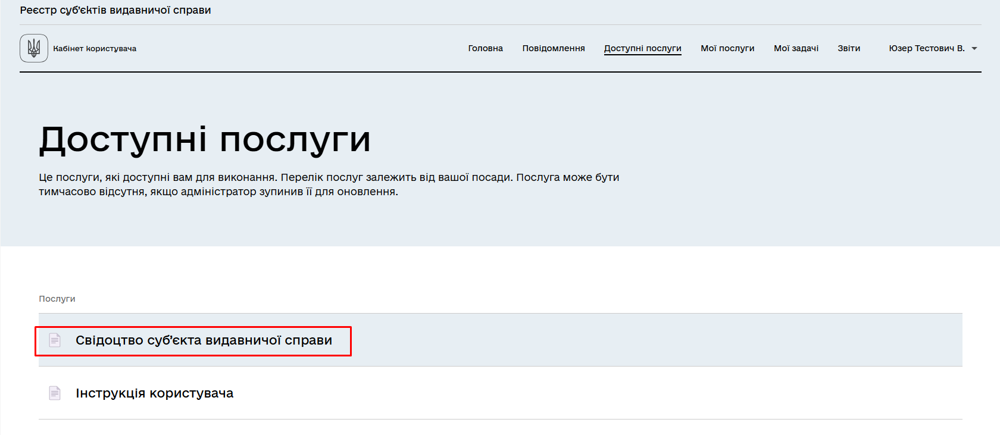 Реєстр суб’єктів видавничої справи
Кабінет користувача
Головна Повідомлення Доступні послуги Мої послуги Мої задачі Звіти Юзер Тестович В.
Доступні послуги
Це послуги, які доступні вам для виконання. Перелік послуг залежить від вашої посади. Послуга може бути
тимчасово відсутня, якщо адміністратор зупинив її для оновлення.
Послуги
Свідоцтво суб’єкта видавничої справи
Інструкція користувача